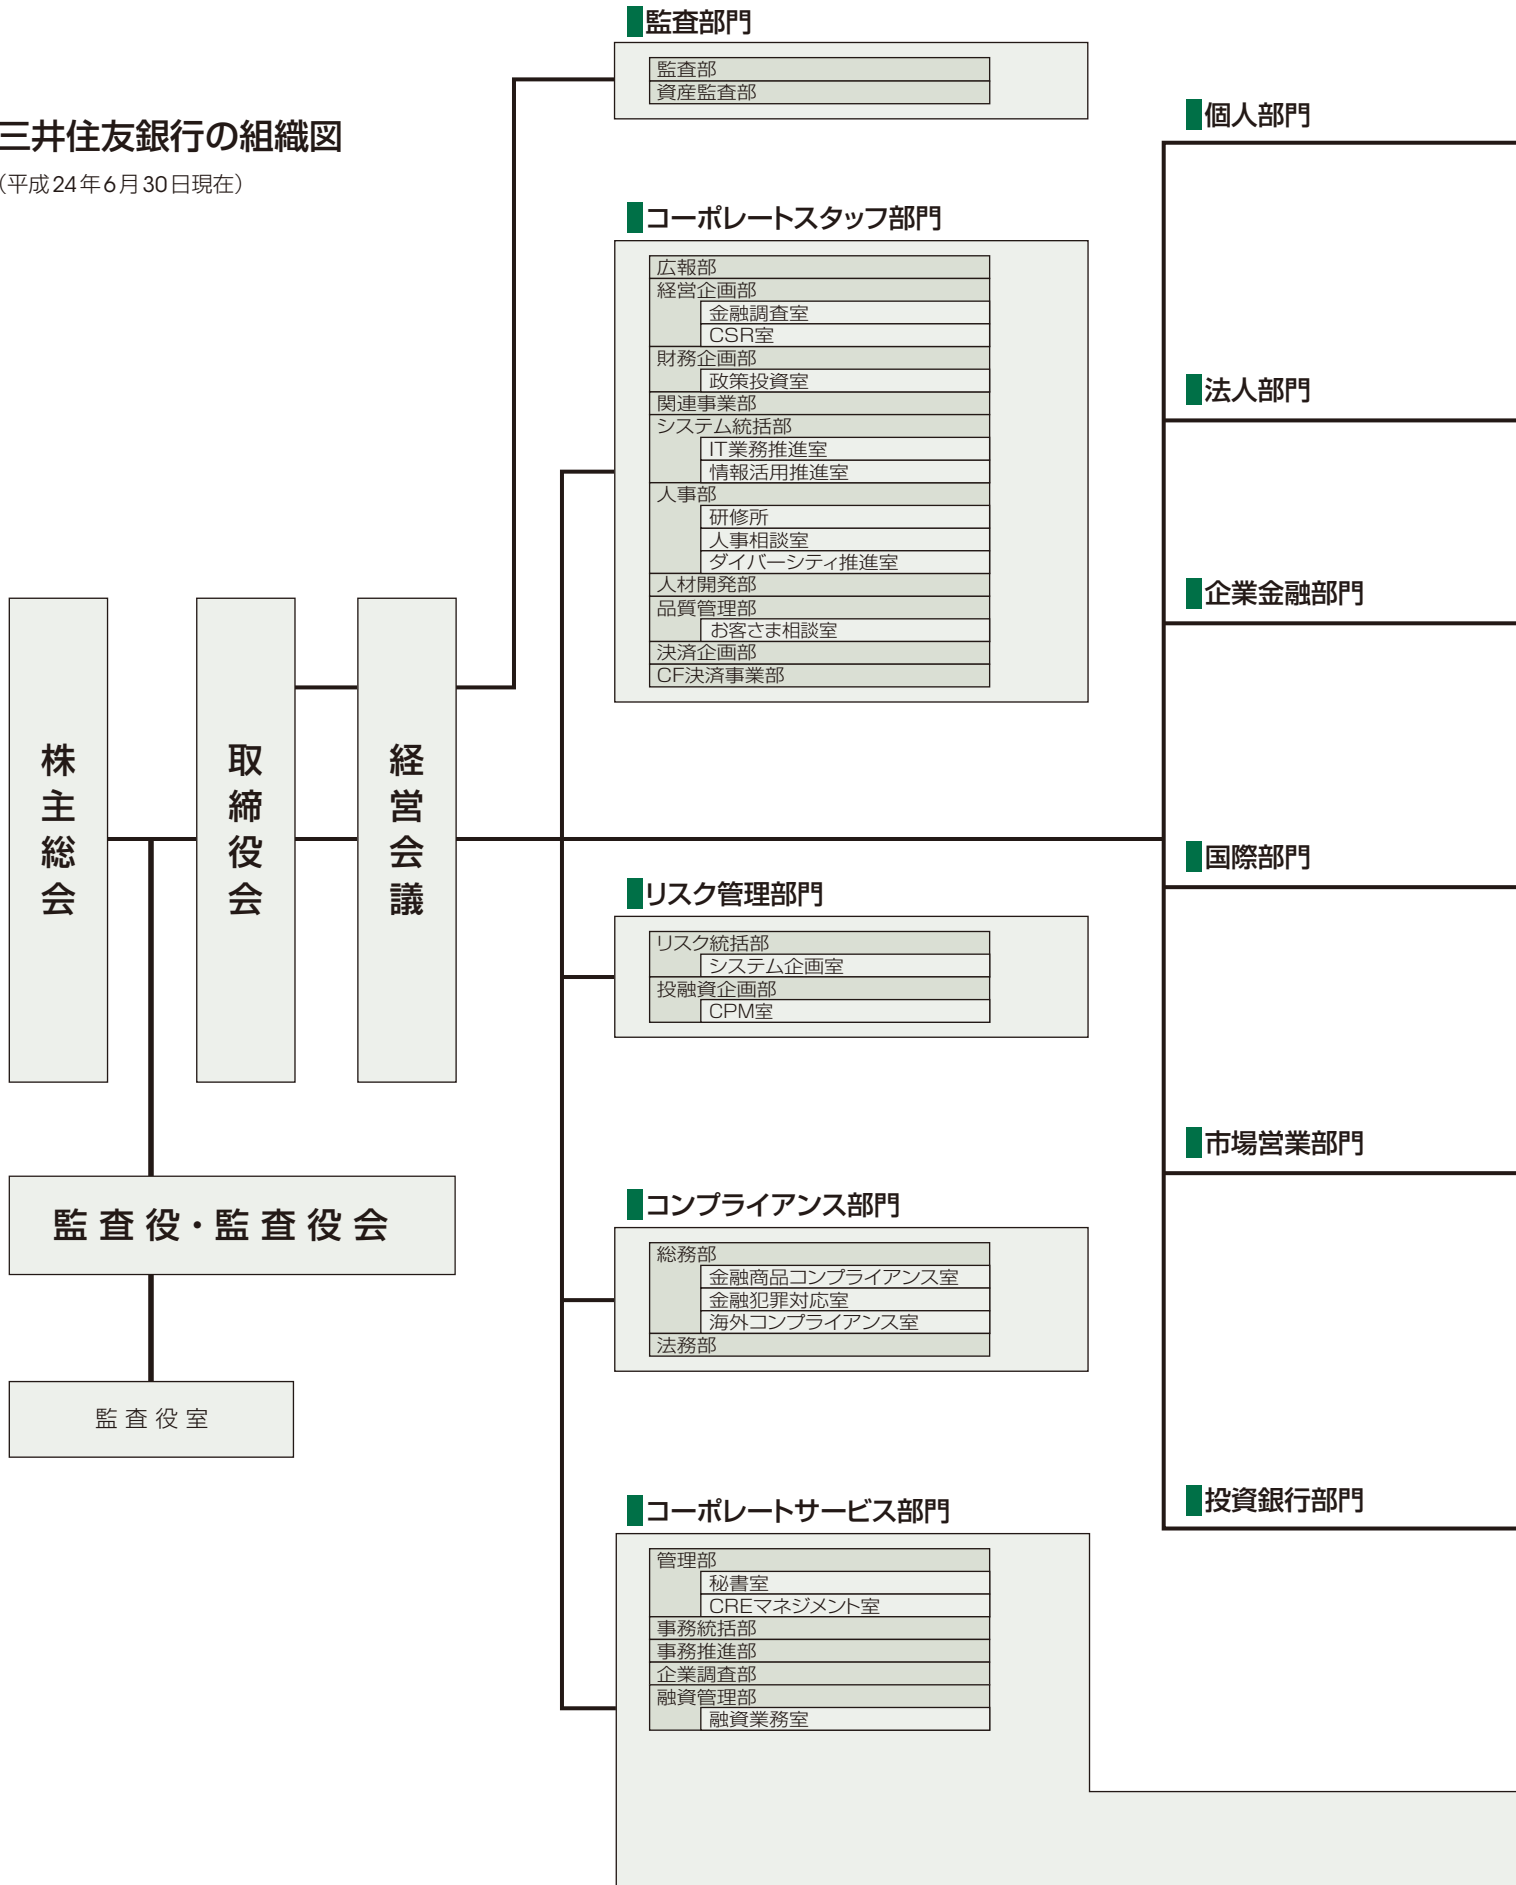 三井住友銀行の組織図
（平成24年6月30日現在）
株主総会
取締役会
経営会議
監査役・監査役会
監査役室
監査部門
監査部
資産監査部
コーポレートスタッフ部門
広報部
経営企画部
金融調査室
CSR室
財務企画部
政策投資室
関連事業部
システム統括部
IT業務推進室
情報活用推進室
人事部
研修所
人事相談室
ダイバーシティ推進室
人材開発部
品質管理部
お客さま相談室
決済企画部
CF決済事業部
リスク管理部門
リスク統括部
システム企画室
投融資企画部
CPM室
コンプライアンス部門
総務部
金融商品コンプライアンス室
金融犯罪対応室
海外コンプライアンス室
法務部
コーポレートサービス部門
管理部
秘書室
CREマネジメント室
事務統括部
事務推進部
企業調査部
融資管理部
融資業務室
個人部門
法人部門
企業金融部門
国際部門
市場営業部門
投資銀行部門